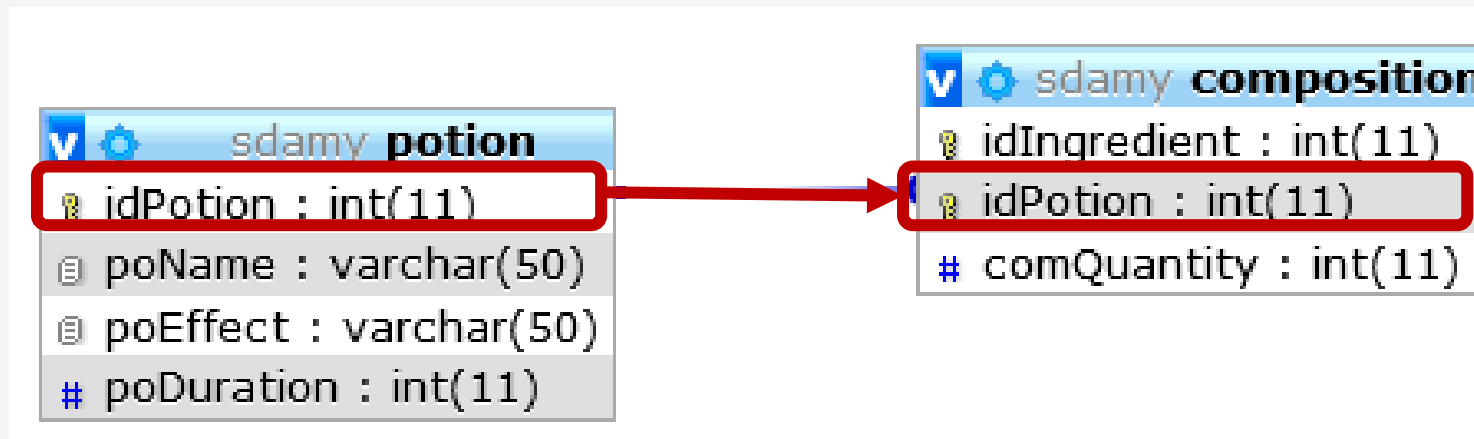 sdamy potion
idPotion : int(11)
poName : varchar(50)
poEffect : varchar(50)
# poDuration : int(11)
v sdamy composition
idIngredient : int(11)
idPotion : int(11)
# comQuantity : int(11)